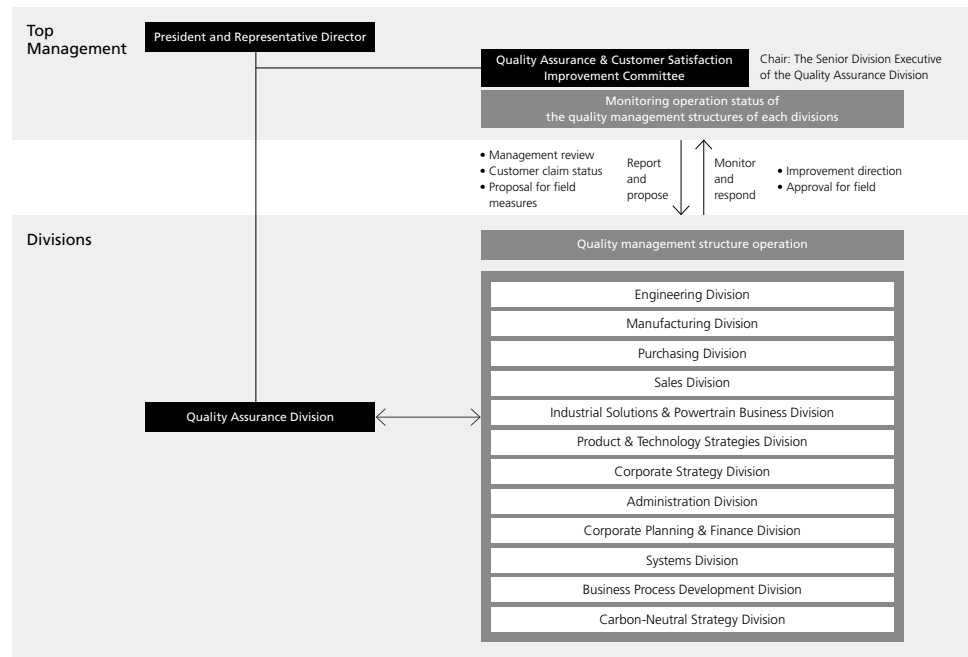 Top
Management
President and Representative Director
Quality Assurance & Customer Satisfaction
Improvement Committee
Chair: The Senior Division Executive
of the Quality Assurance Division
Monitoring operation status of
the quality management structures of each divisions
• Management review
• Customer claim status
• Proposal for field
measures
Report
and
propose
Monitor
and
respond
• Improvement direction
• Approval for field
Divisions
Quality management structure operation
Engineering Division
Manufacturing Division
Purchasing Division
Sales Division
Quality Assurance Division
Industrial Solutions & Powertrain Business Division
Product & Technology Strategies Division
Corporate Strategy Division
Administration Division
Corporate Planning & Finance Division
Systems Division
Business Process Development Division
Carbon-Neutral Strategy Division